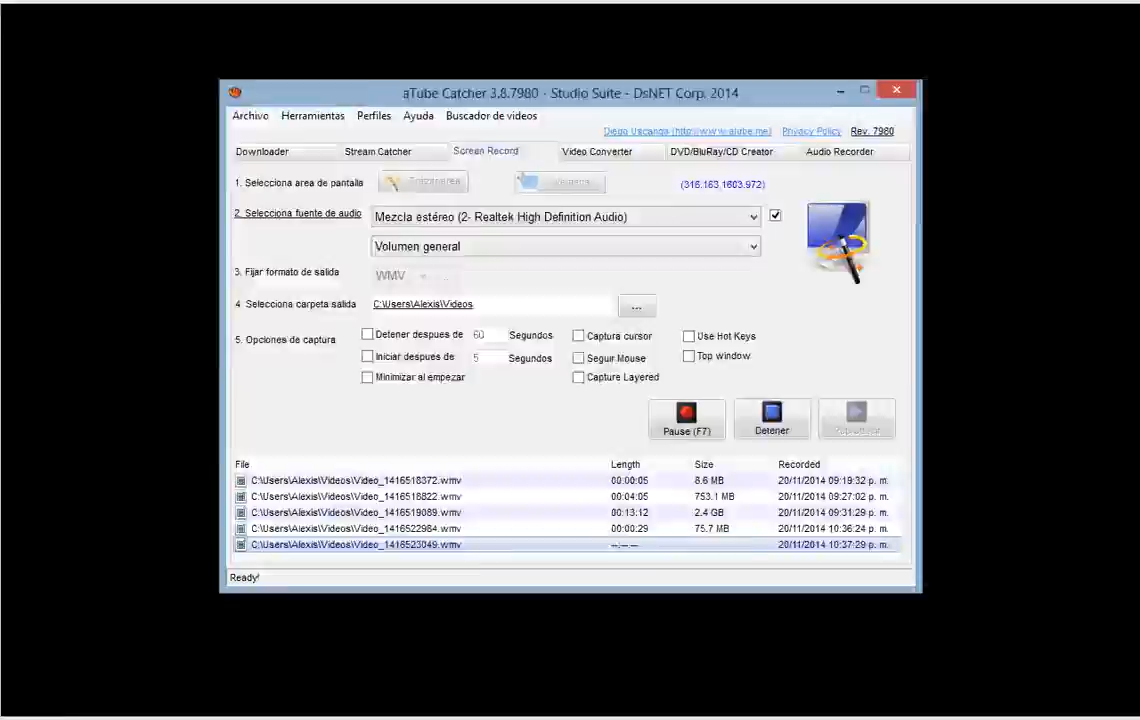 aTube Catcher 3.8.7980 - Studio Suite - DsNET Corp. 2014
Archivo Herramientas Perfiles Ayuda Buscador de videos
Diego Uscanga (http://www.atube.me) Privacy Policy Rev. 7980
Downloader Stream Catcher Screen Record Video Converter DVD/BluRay/CD Creator Audio Recorder
1. Selecciona area de pantalla (316.163.1603.972)
2. Selecciona fuente de audio Mezcla estéreo (2- Realtek High Definition Audio)
Volumen general
3. Fijar formato de salida WMV ...
4 Selecciona carpeta salida C:\Users\Alexis\Videos ...
5. Opciones de captura
Detener despues de 60 Segundos Captura cursor Use Hot Keys
Iniciar despues de 5 Segundos Seguir Mouse Top window
Minimizar al empezar Capture Layered
Pause (F7) Detener
File Length Size Recorded
C:\Users\Alexis\Videos\Video_1416518372.wmv 00:00:05 8.6 MB 20/11/2014 09:19:32 p. m.
C:\Users\Alexis\Videos\Video_1416518822.wmv 00:04:05 753.1 MB 20/11/2014 09:27:02 p. m.
C:\Users\Alexis\Videos\Video_1416519089.wmv 00:13:12 2.4 GB 20/11/2014 09:31:29 p. m.
C:\Users\Alexis\Videos\Video_1416522984.wmv 00:00:29 75.7 MB 20/11/2014 10:36:24 p. m.
C:\Users\Alexis\Videos\Video_1416523049.wmv --:--:-- 20/11/2014 10:37:29 p. m.
Ready!